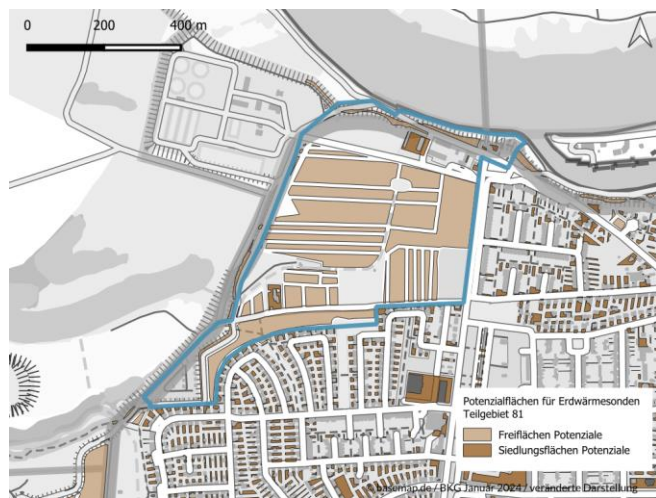 0 200 400 m
Potenzialflächen für Erdwärmesonden
Teilgebiet 81
Freiflächen Potenziale
Siedlungsflächen Potenziale
© basemap.de / BKG Januar 2024 / veränderte Darstellung